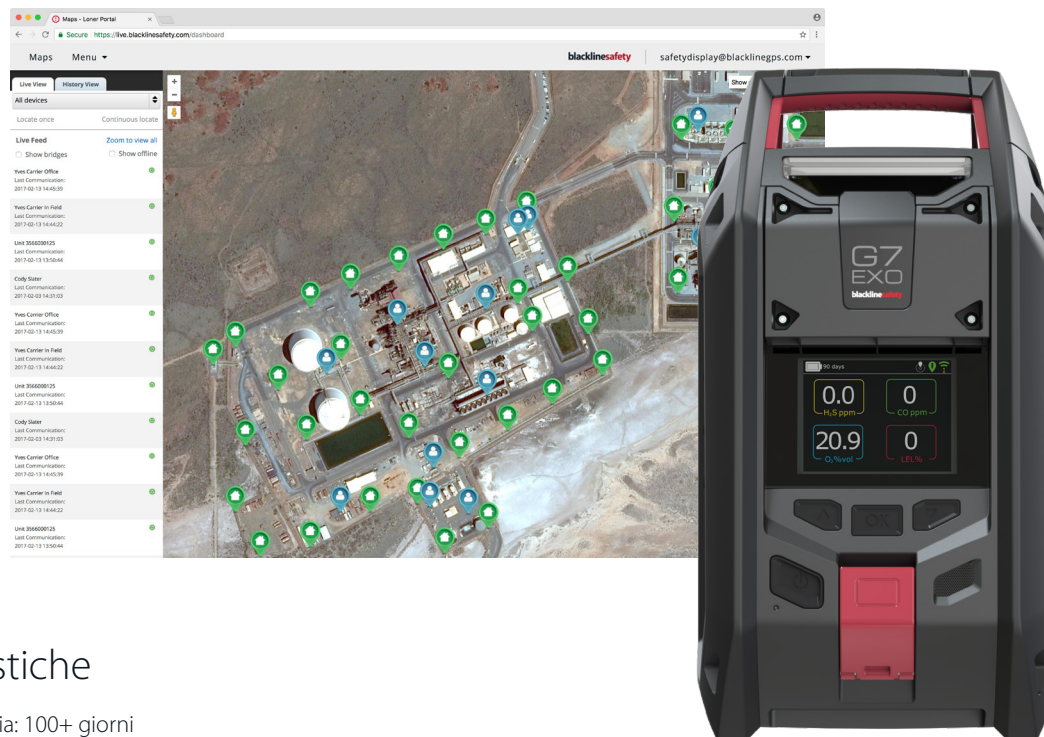 Maps - Loner Portal
Secure https://live.blacklinesafety.com/dashboard
Maps Menu
blacklinesafety safetydisplay@blacklinegps.com
Live View History View
All devices
Show
Locate once Continuous locate
Live Feed Zoom to view all
Show bridges Show offline
Yves Carrier Office
Last Communication:
2017-02-13 14:45:39
Yves Carrier in Field
Last Communication:
2017-02-13 14:44:22
Unit 3566000125
Last Communication:
2017-02-13 13:50:44
Cody Slater
Last Communication:
2017-02-03 14:31:03
Yves Carrier Office
Last Communication:
2017-02-13 14:45:39
Yves Carrier in Field
Last Communication:
2017-02-13 14:44:22
Unit 3566000125
Last Communication:
2017-02-13 13:50:44
Cody Slater
Last Communication:
2017-02-03 14:31:03
Yves Carrier Office
Last Communication:
2017-02-13 14:45:39
Yves Carrier in Field
Last Communication:
2017-02-13 14:44:22
Unit 3566000125
Last Communication:
2017-02-13 13:50:44
G7
EXO
blacklinesafety
90 days
0.0 0
H₂S ppm CO ppm
20.9 0
O₂%vol LEL%
OK
stiche
ia: 100+ giorni